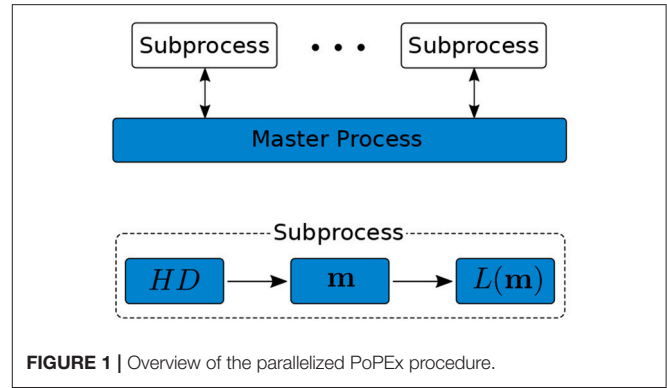 Subprocess • • • Subprocess
Master Process
Subprocess
HD → m → L(m)
FIGURE 1 | Overview of the parallelized PoPEx procedure.